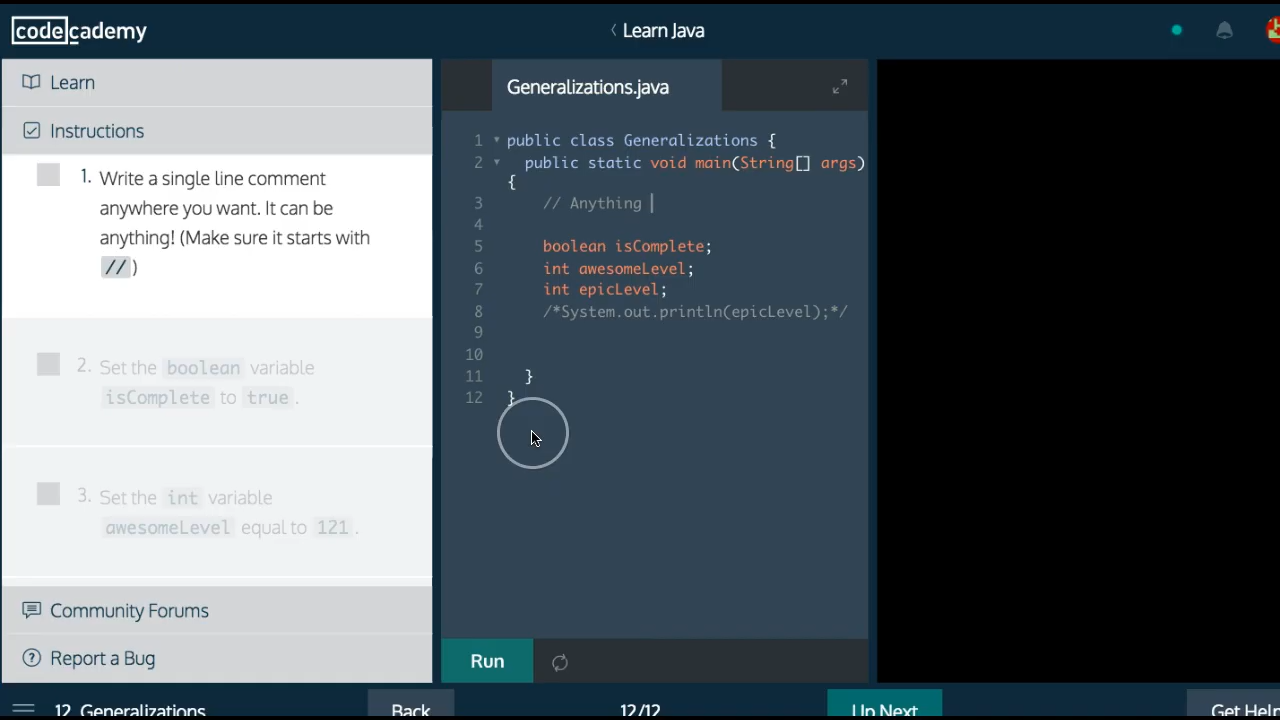 codecademy
Learn Java
Learn
Generalizations.java
Instructions
1. Write a single line comment
anywhere you want. It can be
anything! (Make sure it starts with
// )
2. Set the boolean variable
isComplete to true .
3. Set the int variable
awesomeLevel equal to 121 .
1 public class Generalizations {
2 public static void main(String[] args)
{
3 // Anything
4
5 boolean isComplete;
6 int awesomeLevel;
7 int epicLevel;
8 /*System.out.println(epicLevel);*/
9
10
11 }
12 }
Community Forums
Report a Bug
Run
12. Generalizations
Back
12/12
Up Next
Get Help